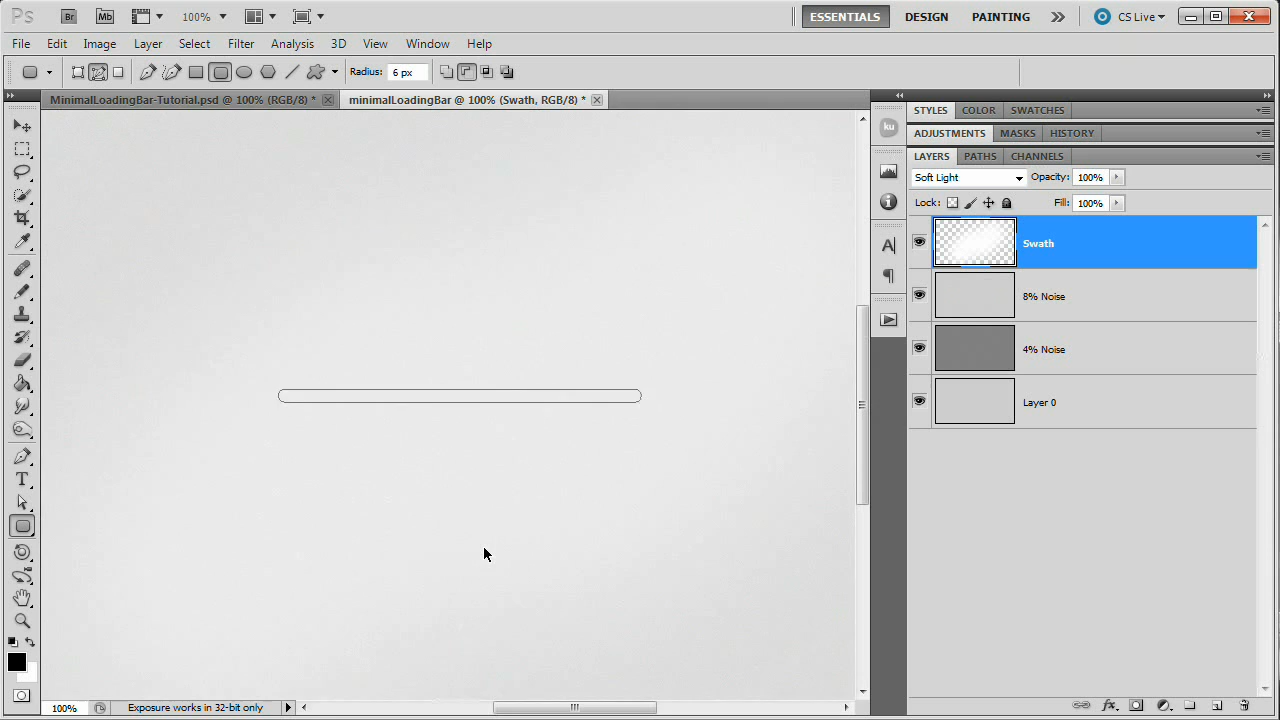 Ps Br Mb 100% ESSENTIALS DESIGN PAINTING CS Live
File Edit Image Layer Select Filter Analysis 3D View Window Help
Radius: 6 px
MinimalLoadingBar-Tutorial.psd @ 100% (RGB/8) * minimalLoadingBar @ 100% (Swath, RGB/8) *
STYLES COLOR SWATCHES
ku
ADJUSTMENTS MASKS HISTORY
LAYERS PATHS CHANNELS
Soft Light Opacity: 100%
Lock: Fill: 100%
Swath
8% Noise
4% Noise
Layer 0
T
100% Exposure works in 32-bit only
fx